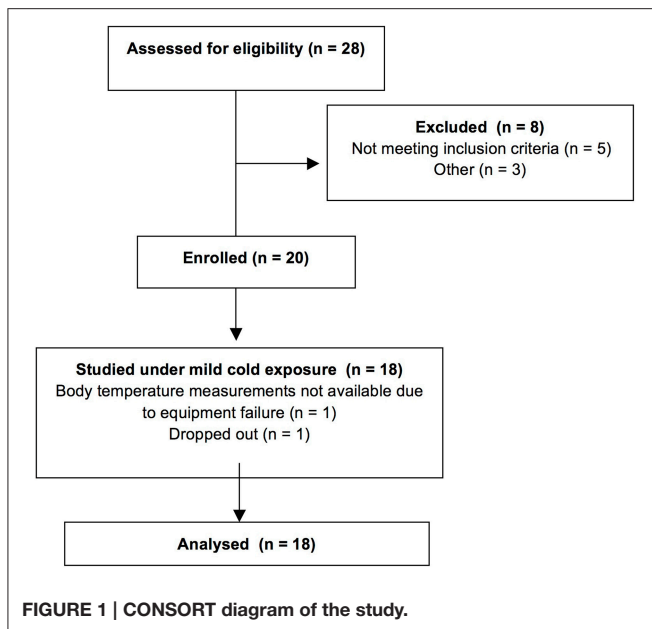 Assessed for eligibility (n = 28)
Excluded (n = 8)
Not meeting inclusion criteria (n = 5)
Other (n = 3)
Enrolled (n = 20)
Studied under mild cold exposure (n = 18)
Body temperature measurements not available due
to equipment failure (n = 1)
Dropped out (n = 1)
Analysed (n = 18)
FIGURE 1 | CONSORT diagram of the study.